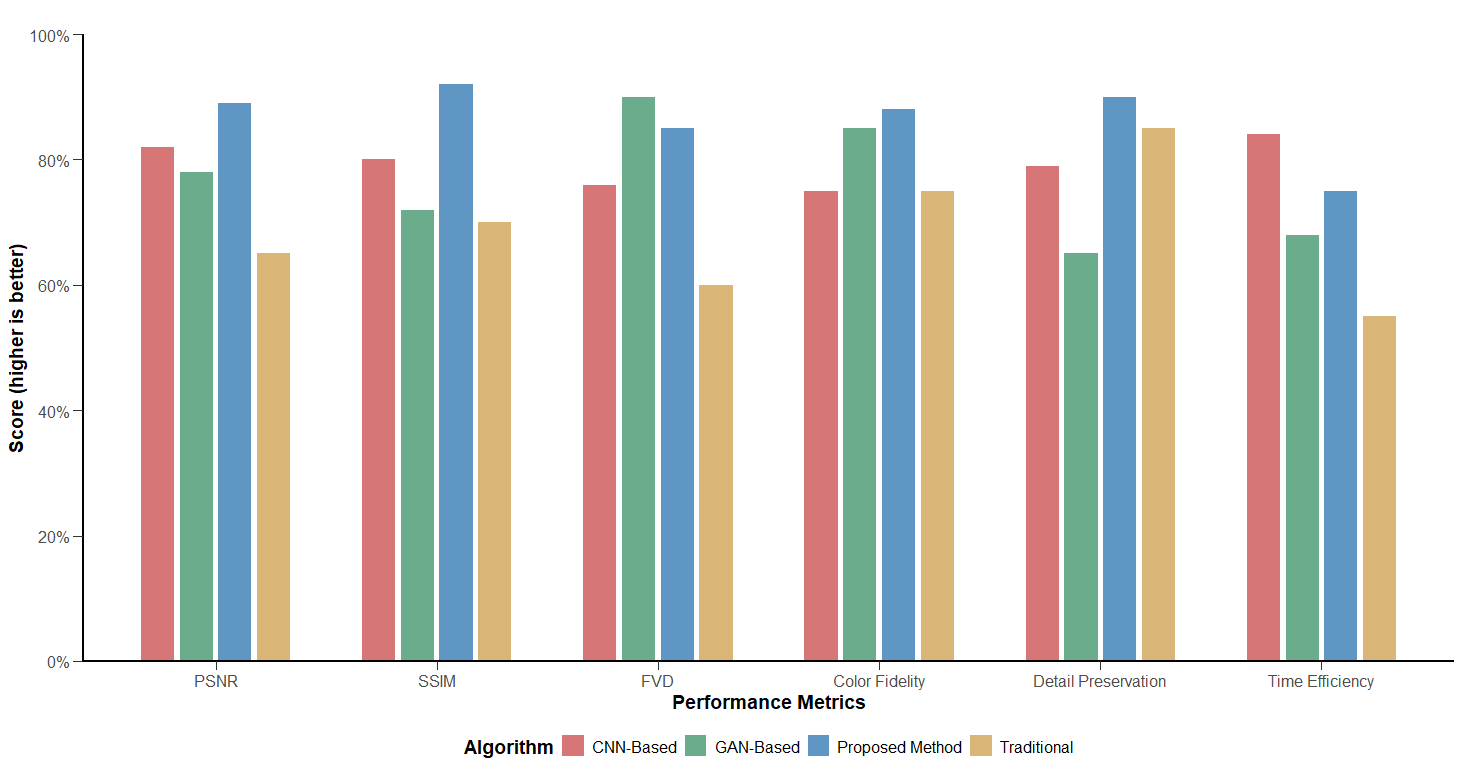 100%
80%
60%
40%
20%
0%
Score (higher is better)
PSNR SSIM FVD Color Fidelity Detail Preservation Time Efficiency
Performance Metrics
Algorithm CNN-Based GAN-Based Proposed Method Traditional